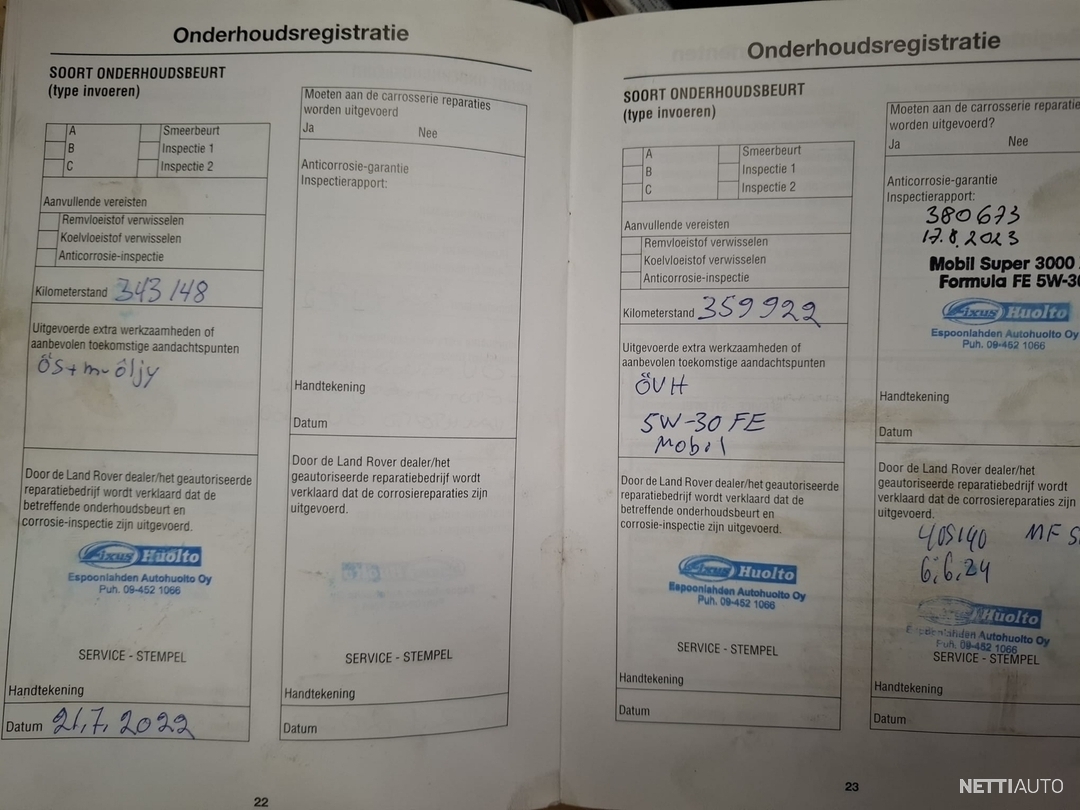 Onderhoudsregistratie
SOORT ONDERHOUDSBEURT
(type invoeren)
A
Smeerbeurt
B
Inspectie 1
C
Inspectie 2
Aanvullende vereisten
Remvloeistof verwisselen
Koelvloeistof verwisselen
Anticorrosie-inspectie
Kilometerstand 343 148
Uitgevoerde extra werkzaamheden of
aanbevolen toekomstige aandachtspunten
ös+m-öljy
Door de Land Rover dealer/het geautoriseerde
reparatiebedrijf wordt verklaard dat de
betreffende onderhoudsbeurt en
corrosie-inspectie zijn uitgevoerd.
Fixus Huolto
Espoonlahden Autohuolto Oy
Puh. 09-452 1066
SERVICE - STEMPEL
Handtekening
Datum 21.7.2022
Moeten aan de carrosserie reparaties
worden uitgevoerd
Ja Nee
Anticorrosie-garantie
Inspectierapport:
Handtekening
Datum
Door de Land Rover dealer/het
geautoriseerde reparatiebedrijf wordt
verklaard dat de corrosiereparaties zijn
uitgevoerd.
SERVICE - STEMPEL
Handtekening
Datum
22
Onderhoudsregistratie
SOORT ONDERHOUDSBEURT
(type invoeren)
A
Smeerbeurt
B
Inspectie 1
C
Inspectie 2
Aanvullende vereisten
Remvloeistof verwisselen
Koelvloeistof verwisselen
Anticorrosie-inspectie
Kilometerstand 359922
Uitgevoerde extra werkzaamheden of
aanbevolen toekomstige aandachtspunten
ÖVH
5W-30 FE
Mobil
Door de Land Rover dealer/het geautoriseerde
reparatiebedrijf wordt verklaard dat de
betreffende onderhoudsbeurt en
corrosie-inspectie zijn uitgevoerd.
Fixus Huolto
Espoonlahden Autohuolto Oy
Puh. 09-452 1066
SERVICE - STEMPEL
Handtekening
Datum
Moeten aan de carrosserie reparaties
worden uitgevoerd?
Ja Nee
Anticorrosie-garantie
Inspectierapport:
380673
17.8.2023
Mobil Super 3000
Formula FE 5W-30
Fixus Huolto
Espoonlahden Autohuolto Oy
Puh. 09-452 1066
Handtekening
Datum
Door de Land Rover dealer/het
geautoriseerde reparatiebedrijf wordt
verklaard dat de corrosiereparaties zijn
uitgevoerd.
405140 MF
6.6.24
Fixus Huolto
Espoonlahden Autohuolto Oy
Puh. 09-452 1066
SERVICE - STEMPEL
Handtekening
Datum
23
NETTIAUTO